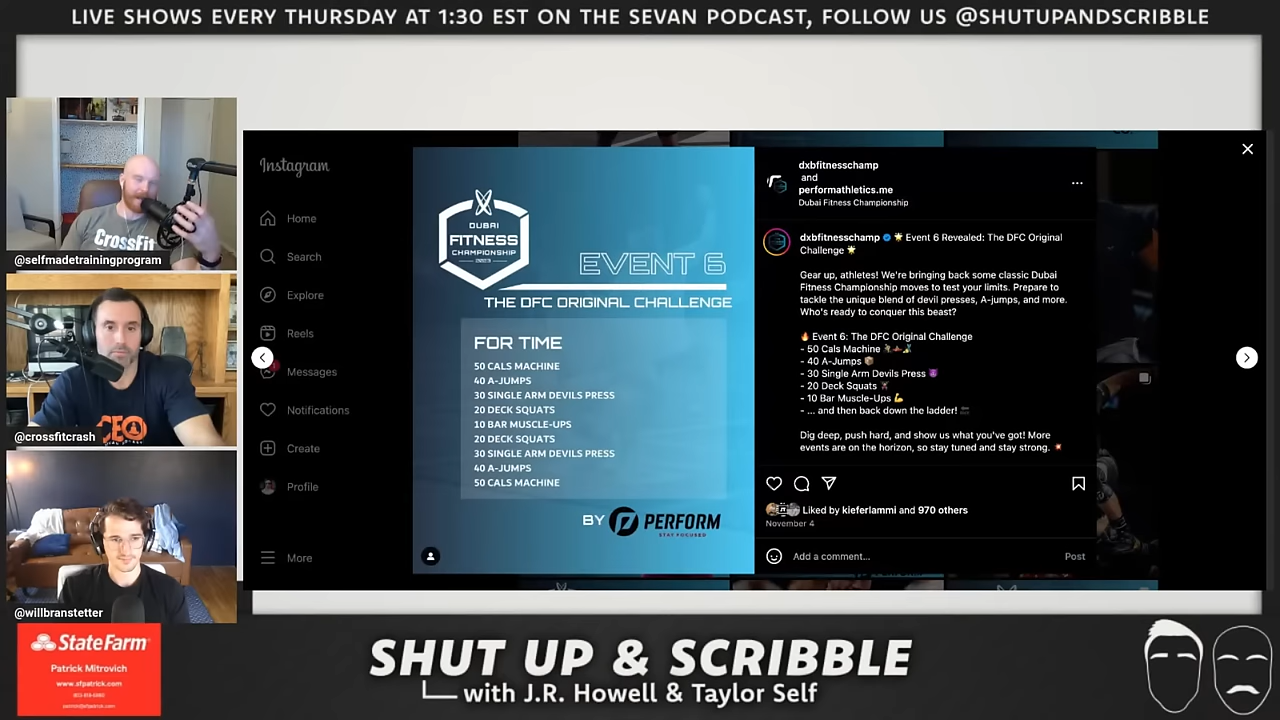 LIVE SHOWS EVERY THURSDAY AT 1:30 EST ON THE SEVAN PODCAST, FOLLOW US @SHUTUPANDSCRIBBLE
CrossFit
@selfmadetrainingprogram
CEO
@crossfitcrash
@willbranstetter
StateFarm
Patrick Mitrovich
www.sfpatrick.com
Instagram
Home
Search
Explore
Reels
Messages
Notifications
Create
Profile
More
DUBAI
FITNESS
CHAMPIONSHIP
2023
EVENT 6
THE DFC ORIGINAL CHALLENGE
FOR TIME
50 CALS MACHINE
40 A-JUMPS
30 SINGLE ARM DEVILS PRESS
20 DECK SQUATS
10 BAR MUSCLE-UPS
20 DECK SQUATS
30 SINGLE ARM DEVILS PRESS
40 A-JUMPS
50 CALS MACHINE
BY PERFORM
STAY FOCUSED
dxbfitnesschamp
and
performathletics.me
Dubai Fitness Championship
dxbfitnesschamp 🌟 Event 6 Revealed: The DFC Original
Challenge 🌟
Gear up, athletes! We're bringing back some classic Dubai
Fitness Championship moves to test your limits. Prepare to
tackle the unique blend of devil presses, A-jumps, and more.
Who's ready to conquer this beast?
🔥 Event 6: The DFC Original Challenge
- 50 Cals Machine
- 40 A-Jumps 📦
- 30 Single Arm Devils Press 😈
- 20 Deck Squats
- 10 Bar Muscle-Ups 💪
- ... and then back down the ladder!
Dig deep, push hard, and show us what you've got! More
events are on the horizon, so stay tuned and stay strong. 💥
Liked by kieferlammi and 970 others
November 4
Add a comment...
Post
SHUT UP & SCRIBBLE
with J.R. Howell & Taylor Self